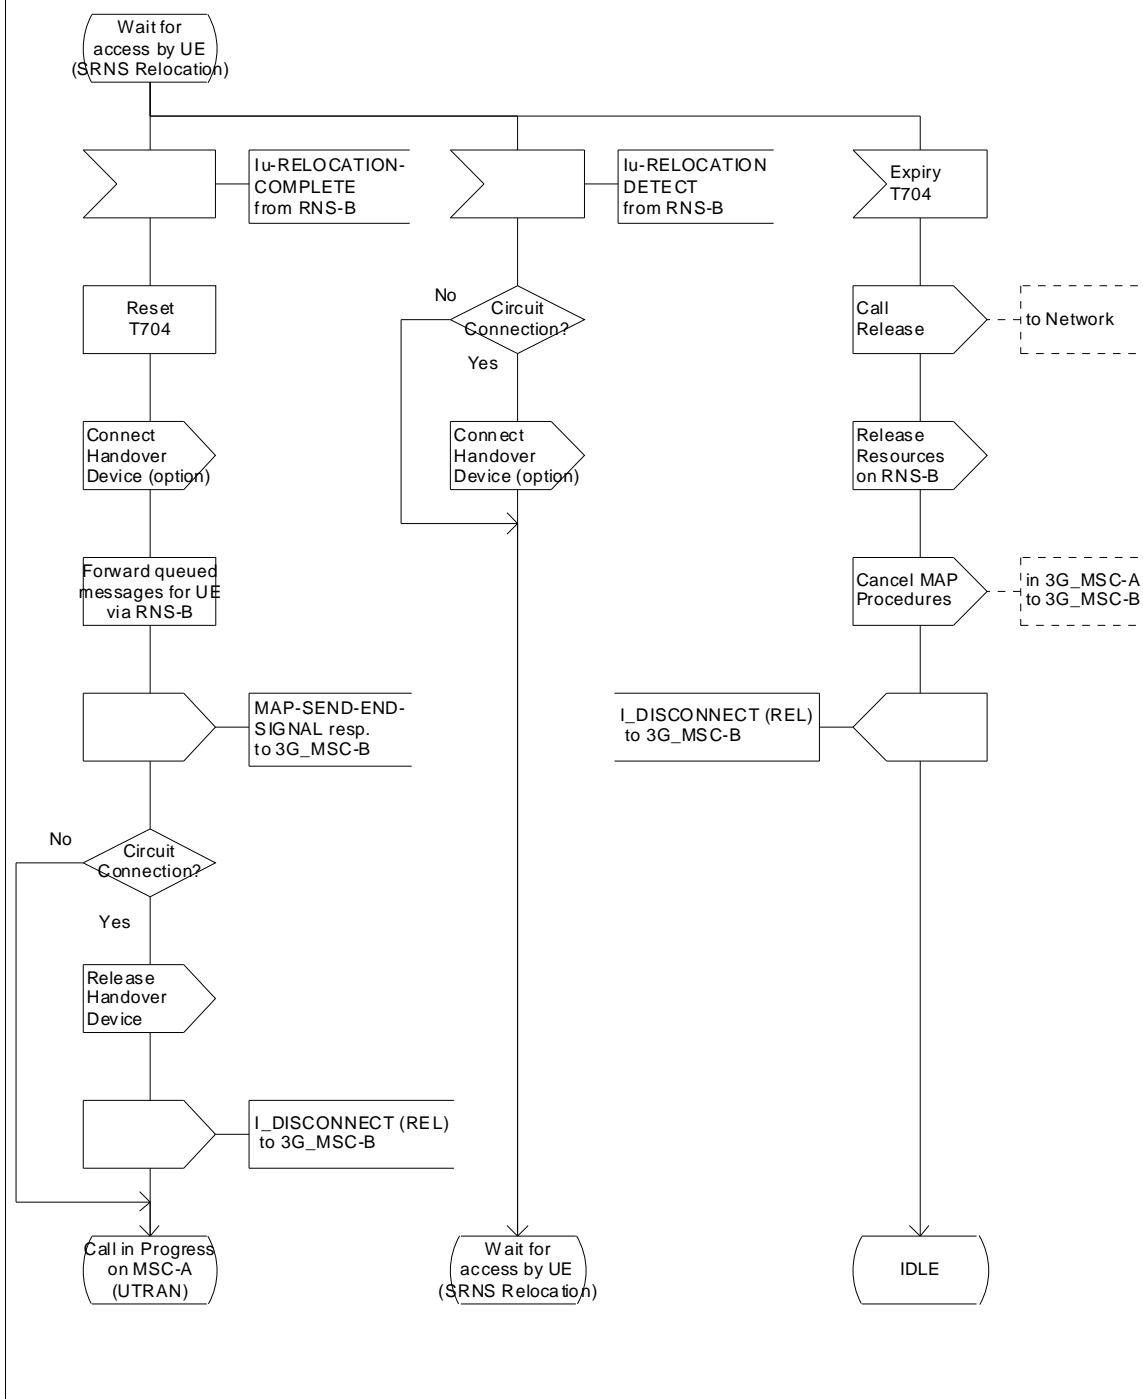 Wait for
access by UE
(SRNS Relocation)
Iu-RELOCATION-
COMPLETE
from RNS-B
Iu-RELOCATION
DETECT
from RNS-B
Expiry
T704
Reset
T704
No
Circuit
Connection?
Yes
Call
Release
to Network
Connect
Handover
Device (option)
Connect
Handover
Device (option)
Release
Resources
on RNS-B
Forward queued
messages for UE
via RNS-B
Cancel MAP
Procedures
in 3G_MSC-A
to 3G_MSC-B
MAP-SEND-END-
SIGNAL resp.
to 3G_MSC-B
I_DISCONNECT (REL)
to 3G_MSC-B
No
Circuit
Connection?
Yes
Release
Handover
Device
I_DISCONNECT (REL)
to 3G_MSC-B
Call in Progress
on MSC-A
(UTRAN)
Wait for
access by UE
(SRNS Relocation)
IDLE